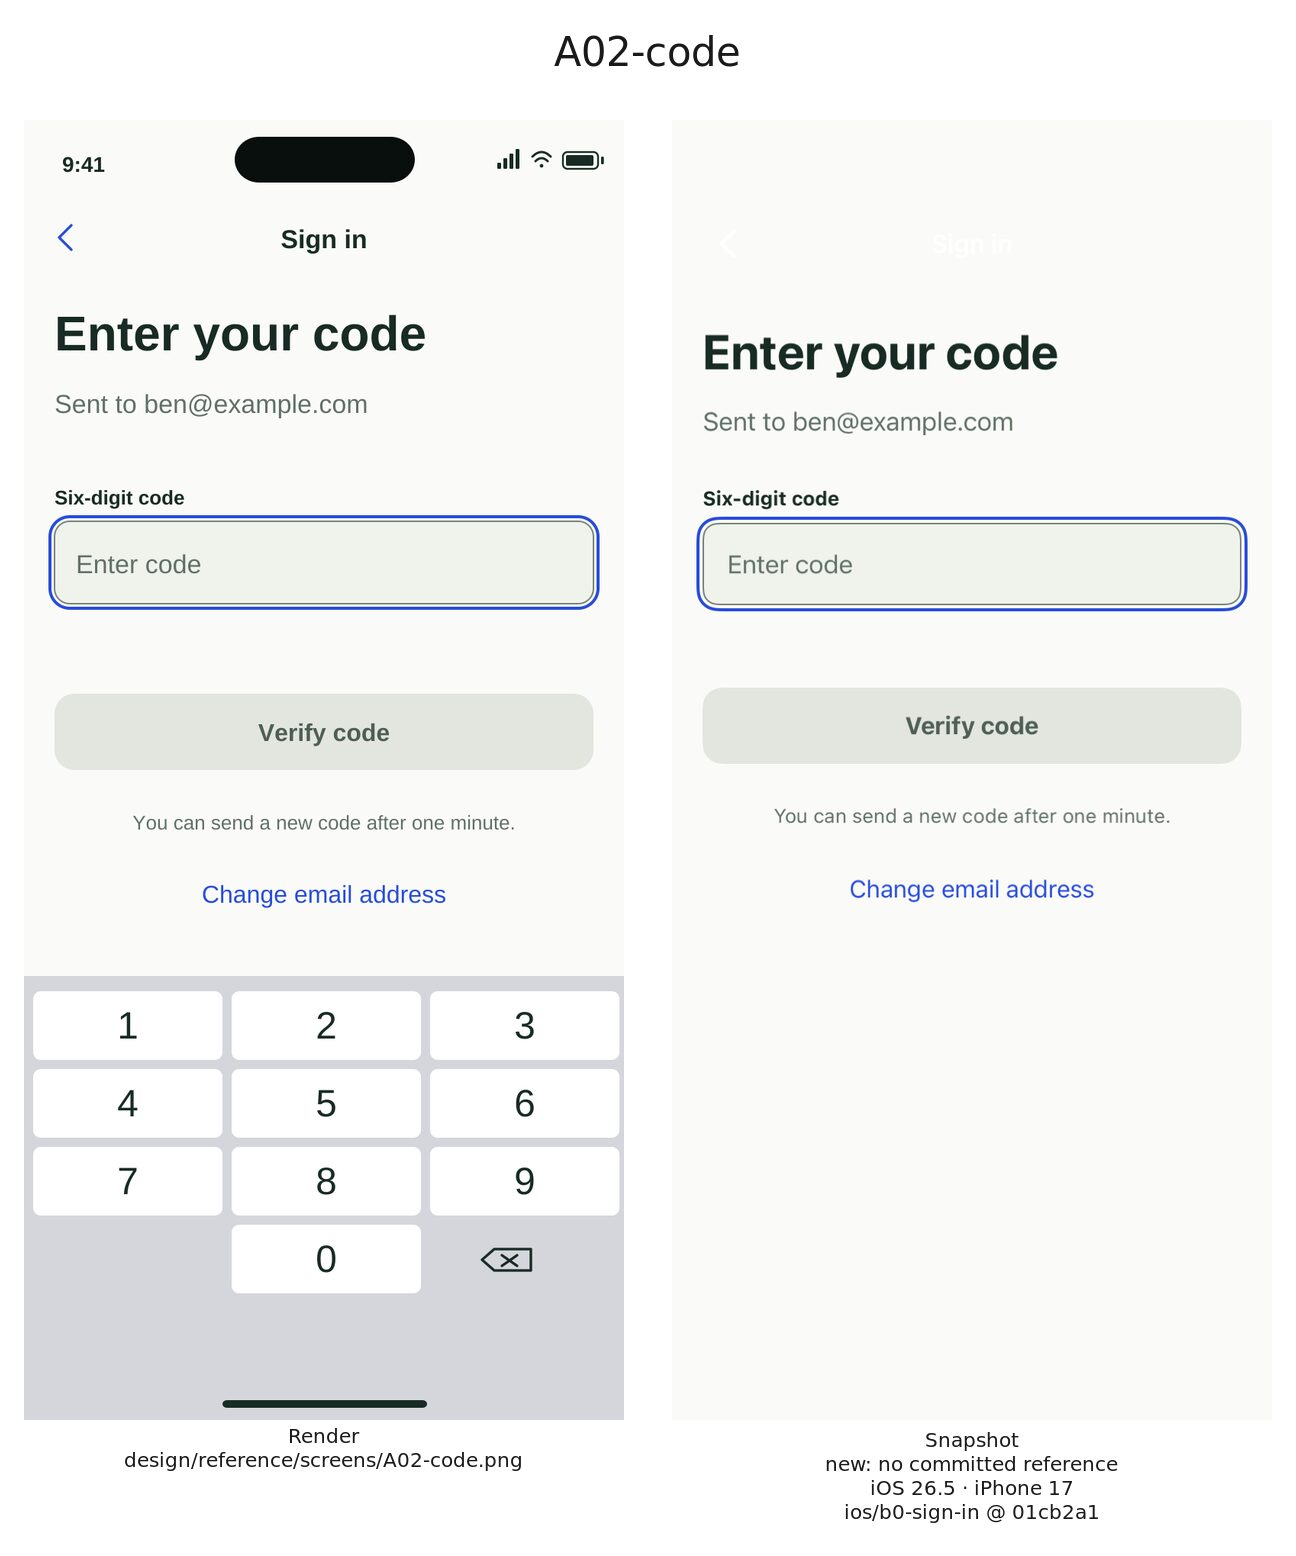 A02-code
9:41
Sign in
Enter your code
Sent to ben@example.com
Six-digit code
Enter code
Verify code
You can send a new code after one minute.
Change email address
1 2 3
4 5 6
7 8 9
0
Render
design/reference/screens/A02-code.png
Sign in
Enter your code
Sent to ben@example.com
Six-digit code
Enter code
Verify code
You can send a new code after one minute.
Change email address
Snapshot
new: no committed reference
iOS 26.5 · iPhone 17
ios/b0-sign-in @ 01cb2a1